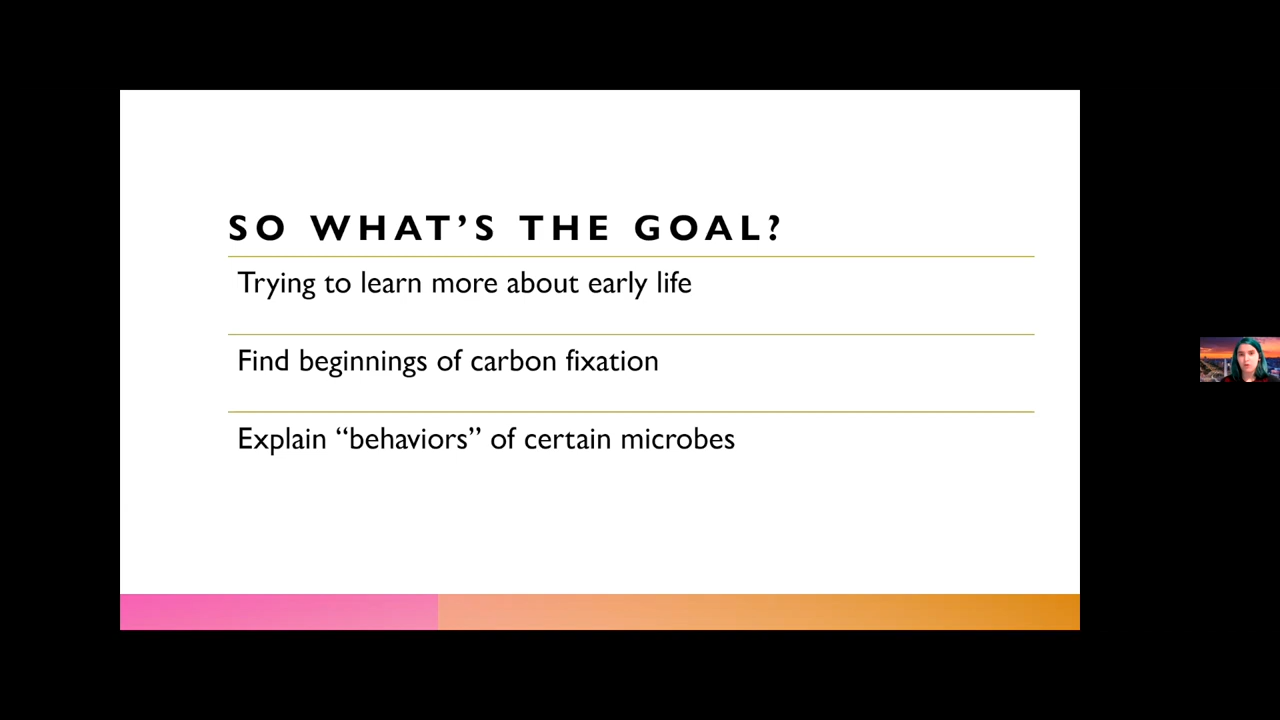 SO WHAT’S THE GOAL?
Trying to learn more about early life
Find beginnings of carbon fixation
Explain “behaviors” of certain microbes